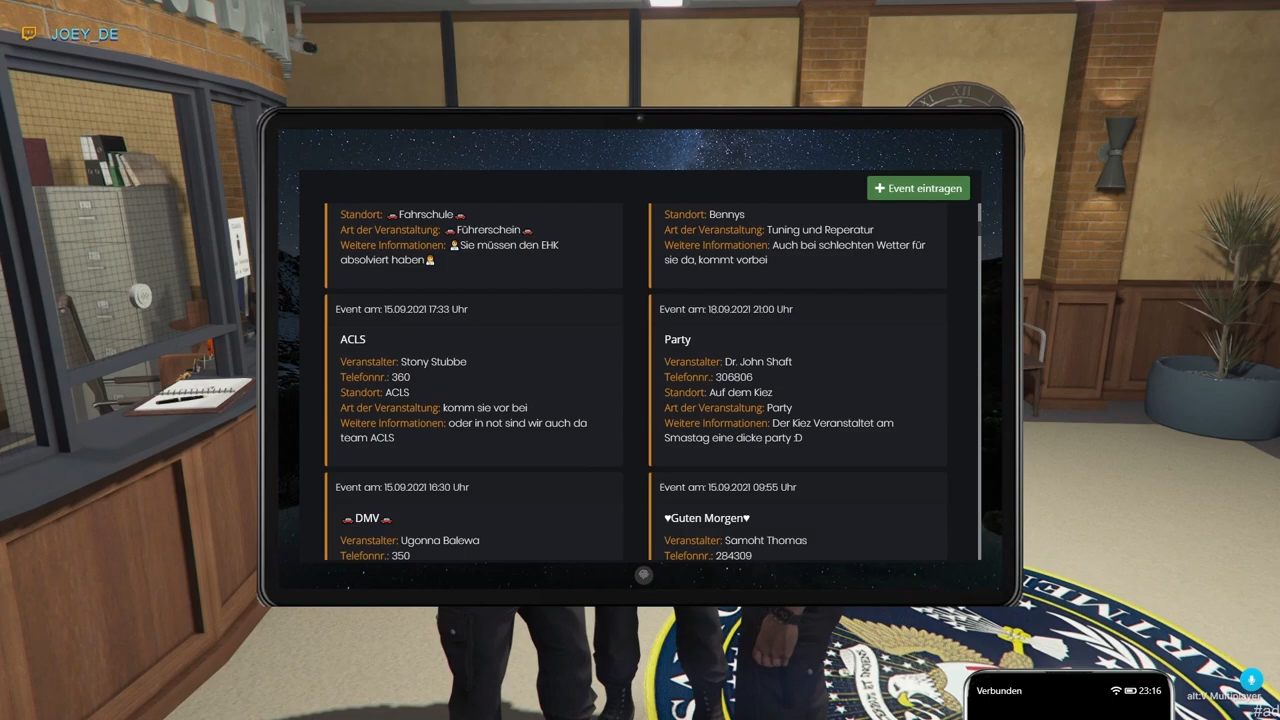 JOEY_DE
XII
+ Event eintragen
Standort: 🚗Fahrschule🚗
Art der Veranstaltung: 🚗Führerschein🚗
Weitere Informationen: 👨‍⚕️Sie müssen den EHK
absolviert haben👨‍⚕️
Standort: Bennys
Art der Veranstaltung: Tuning und Reperatur
Weitere Informationen: Auch bei schlechten Wetter für
sie da, kommt vorbei
Event am: 15.09.2021 17:33 Uhr
ACLS
Veranstalter: Stony Stubbe
Telefonnr.: 360
Standort: ACLS
Art der Veranstaltung: komm sie vor bei
Weitere Informationen: oder in not sind wir auch da
team ACLS
Event am: 18.09.2021 21:00 Uhr
Party
Veranstalter: Dr. John Shaft
Telefonnr.: 306806
Standort: Auf dem Kiez
Art der Veranstaltung: Party
Weitere Informationen: Der Kiez Veranstaltet am
Smastag eine dicke party :D
Event am: 15.09.2021 16:30 Uhr
🚗DMV🚗
Veranstalter: Ugonna Balewa
Telefonnr.: 350
Event am: 15.09.2021 09:55 Uhr
♥Guten Morgen♥
Veranstalter: Samoht Thomas
Telefonnr.: 284309
Verbunden
23:16
alt:V Multiplayer
#ad